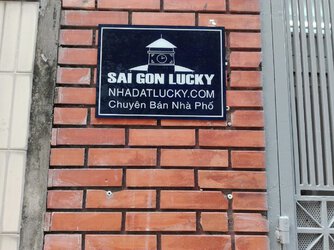 SAI GON LUCKY
NHADATLUCKY.COM
Chuyên Bán Nhà Phố